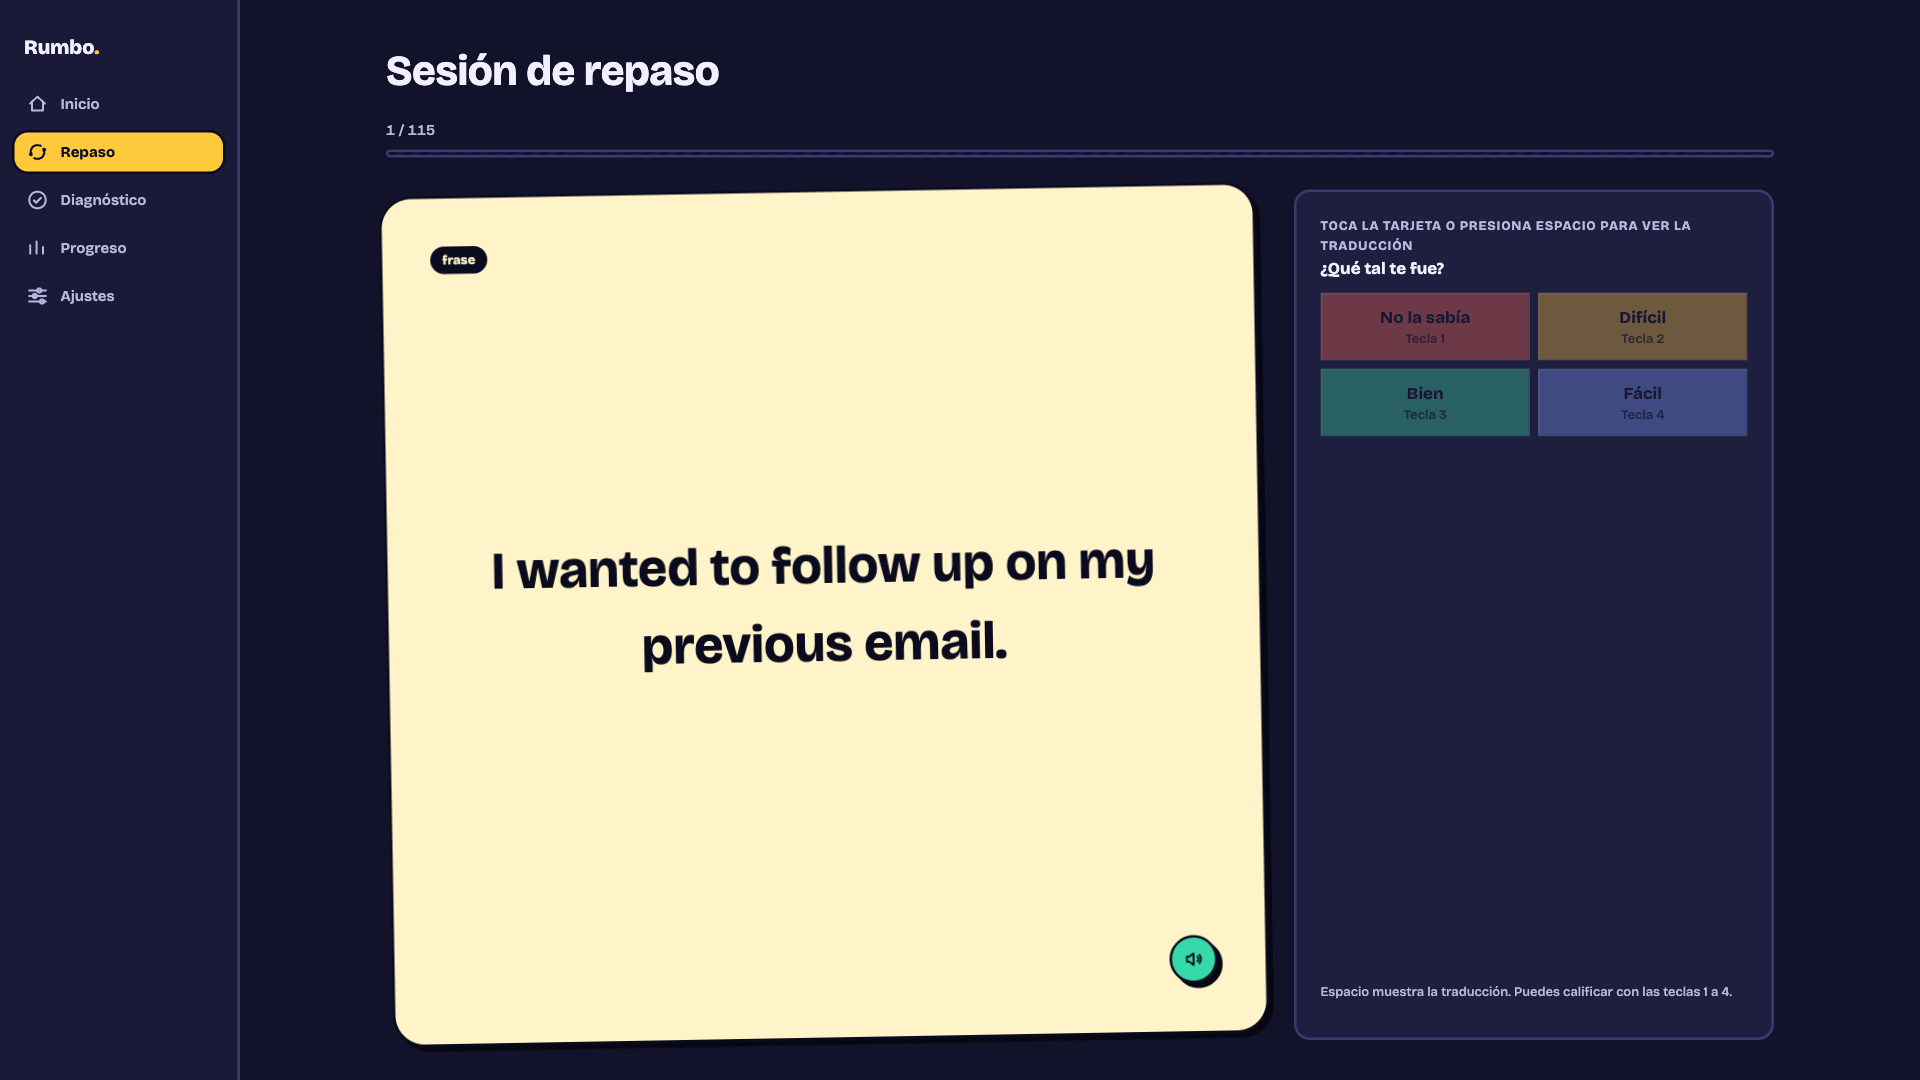 Rumbo.
Inicio
Repaso
Diagnóstico
Progreso
Ajustes
Sesión de repaso
1 / 115
frase
I wanted to follow up on my
previous email.
TOCA LA TARJETA O PRESIONA ESPACIO PARA VER LA
TRADUCCIÓN
¿Qué tal te fue?
No la sabía
Tecla 1
Difícil
Tecla 2
Bien
Tecla 3
Fácil
Tecla 4
Espacio muestra la traducción. Puedes calificar con las teclas 1 a 4.